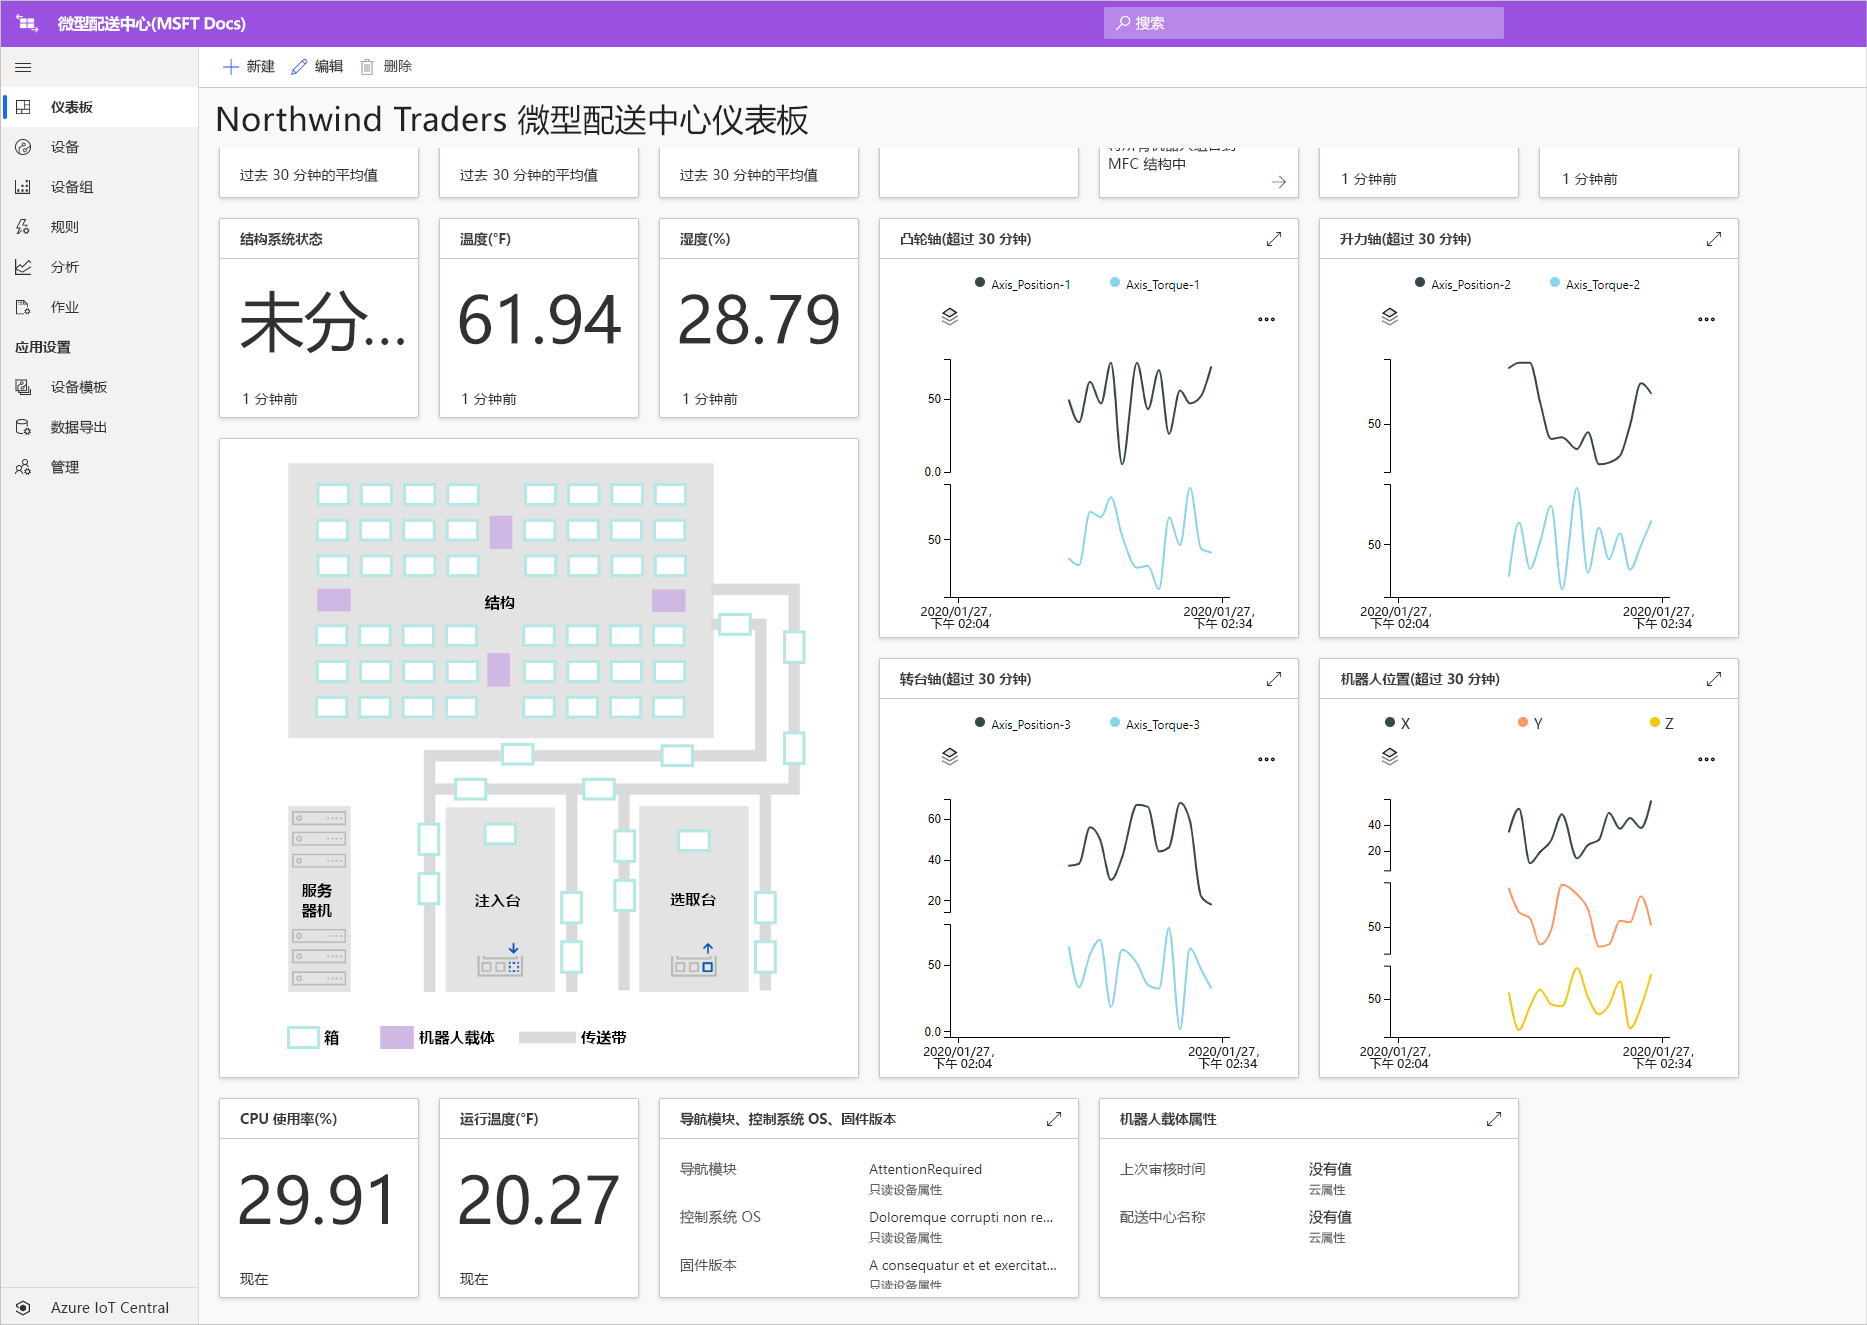 微型配送中心(MSFT Docs)
搜索
新建
编辑
删除
仪表板
设备
设备组
规则
分析
作业
应用设置
设备模板
数据导出
管理
Azure IoT Central
Northwind Traders 微型配送中心仪表板
过去 30 分钟的平均值
过去 30 分钟的平均值
过去 30 分钟的平均值
MFC 结构中
1 分钟前
1 分钟前
结构系统状态
未分...
1 分钟前
温度(°F)
61.94
1 分钟前
湿度(%)
28.79
1 分钟前
凸轮轴(超过 30 分钟)
Axis_Position-1
Axis_Torque-1
50
0.0
50
2020/01/27,
下午 02:04
2020/01/27,
下午 02:34
升力轴(超过 30 分钟)
Axis_Position-2
Axis_Torque-2
50
50
2020/01/27,
下午 02:04
2020/01/27,
下午 02:34
结构
服务
器机
注入台
选取台
箱
机器人载体
传送带
转台轴(超过 30 分钟)
Axis_Position-3
Axis_Torque-3
60
40
20
50
0.0
2020/01/27,
下午 02:04
2020/01/27,
下午 02:34
机器人位置(超过 30 分钟)
X
Y
Z
40
20
50
50
2020/01/27,
下午 02:04
2020/01/27,
下午 02:34
CPU 使用率(%)
29.91
现在
运行温度(°F)
20.27
现在
导航模块、控制系统 OS、固件版本
导航模块
AttentionRequired
只读设备属性
控制系统 OS
Doloremque corrupti non re...
只读设备属性
固件版本
A consequatur et et exercitat...
只读设备属性
机器人载体属性
上次审核时间
没有值
云属性
配送中心名称
没有值
云属性